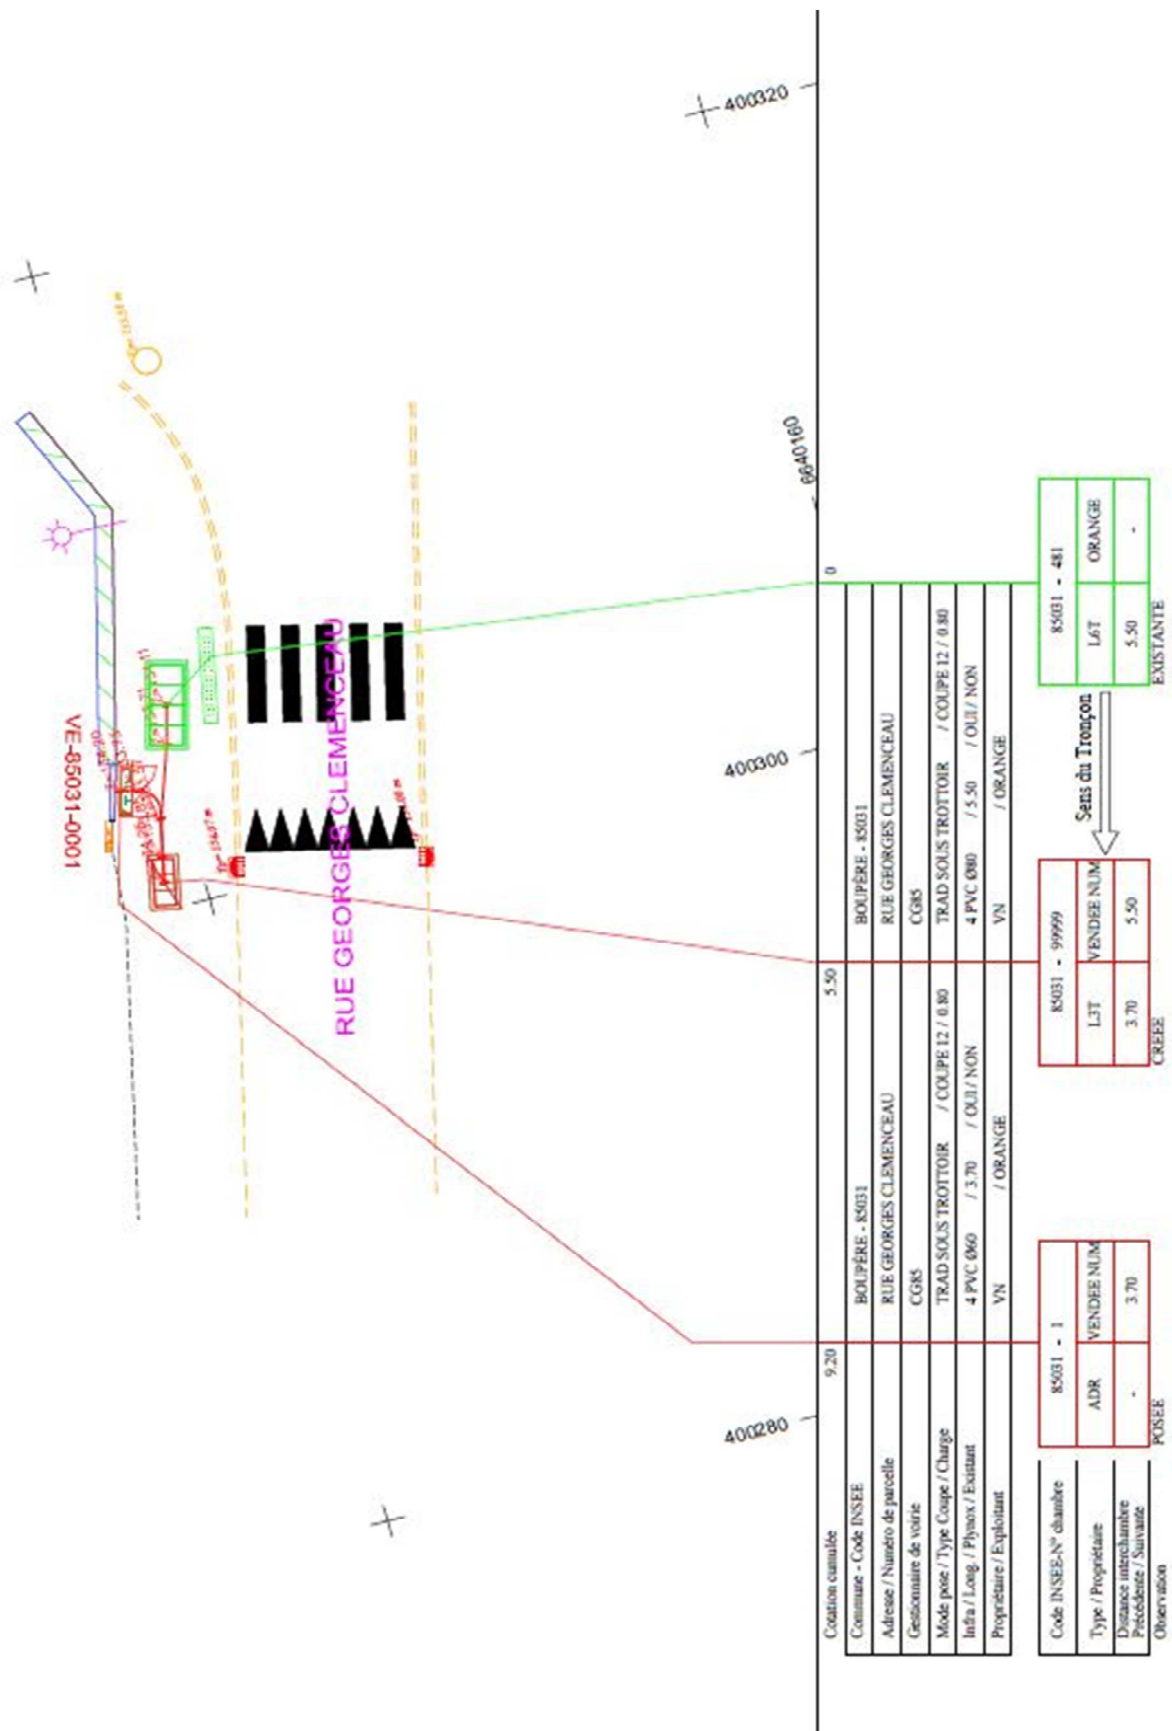 400320
6640160
400300
400280
RUE GEORGES CLEMENCEAU
VE-85031-0001
Cotation cumulée
9.20
5.50
0
Commune - Code INSEE
BOUPÈRE - 85031
BOUPÈRE - 85031
Adresse / Numéro de parcelle
RUE GEORGES CLEMENCEAU
RUE GEORGES CLEMENCEAU
Gestionnaire de voirie
CG85
CG85
Mode pose / Type Coupe / Charge
TRAD SOUS TROTTOIR / COUPE 12 / 0.80
TRAD SOUS TROTTOIR / COUPE 12 / 0.80
Infra / Long. / Plynox / Existant
4 PVC Ø60 / 3.70 / OUI / NON
4 PVC Ø80 / 5.50 / OUI / NON
Propriétaire / Exploitant
VN / ORANGE
VN / ORANGE
Code INSEE-N° chambre
85031 - 1
85031 - 99999
85031 - 481
Type / Propriétaire
ADR VENDEE NUM
L3T VENDEE NUM
L6T ORANGE
Distance interchambre
Précédente / Suivante
- 3.70
3.70 5.50
5.50 -
Observation
POSEE
CREEE
EXISTANTE
Sens du Tronçon